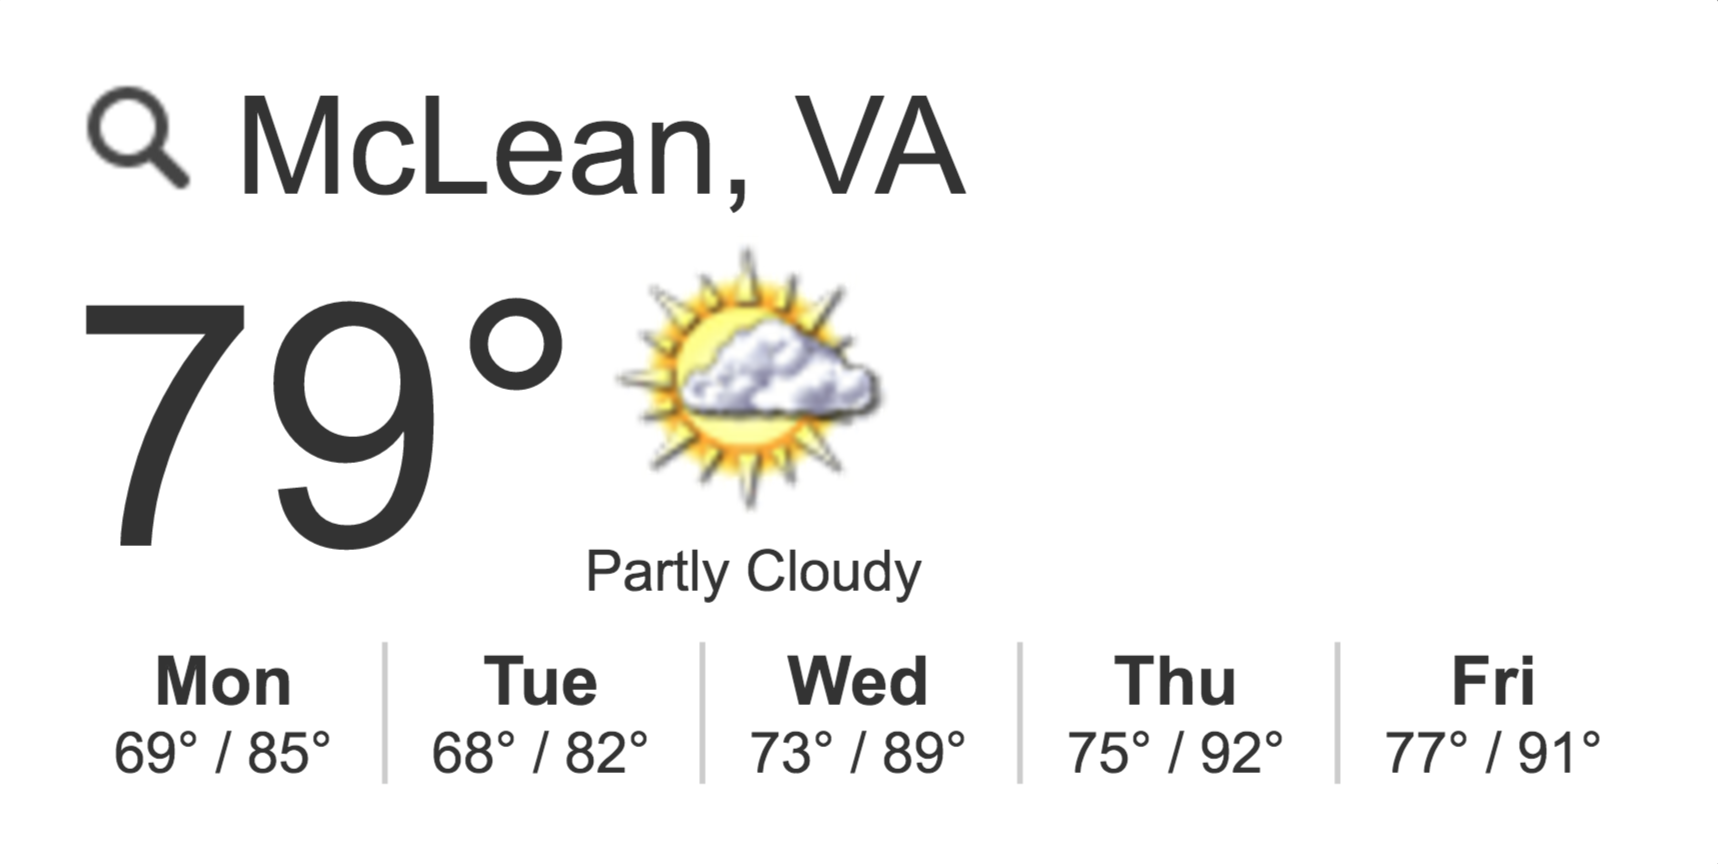 McLean, VA
79°
Partly Cloudy
Mon Tue Wed Thu Fri
69° / 85° 68° / 82° 73° / 89° 75° / 92° 77° / 91°